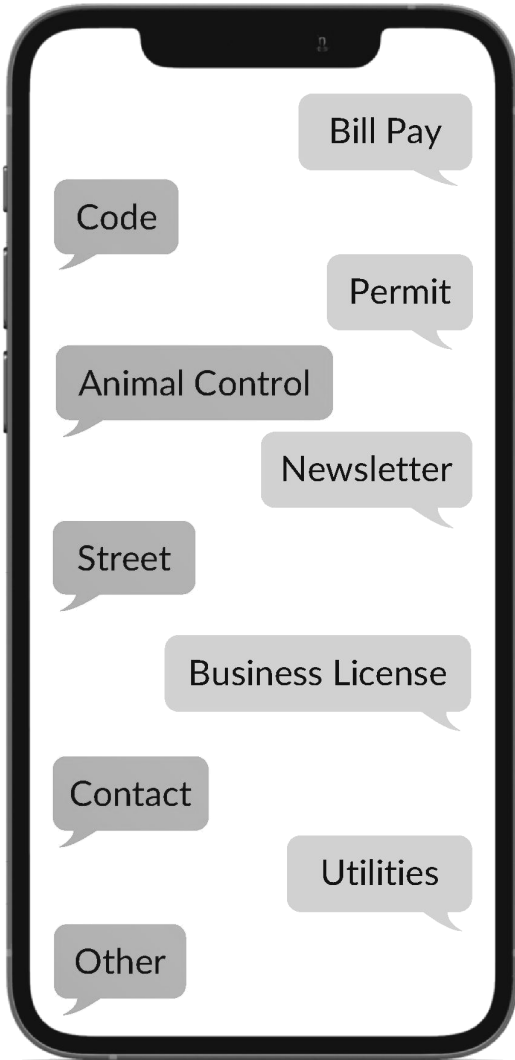 Bill Pay
Code
Permit
Animal Control
Newsletter
Street
Business License
Contact
Utilities
Other